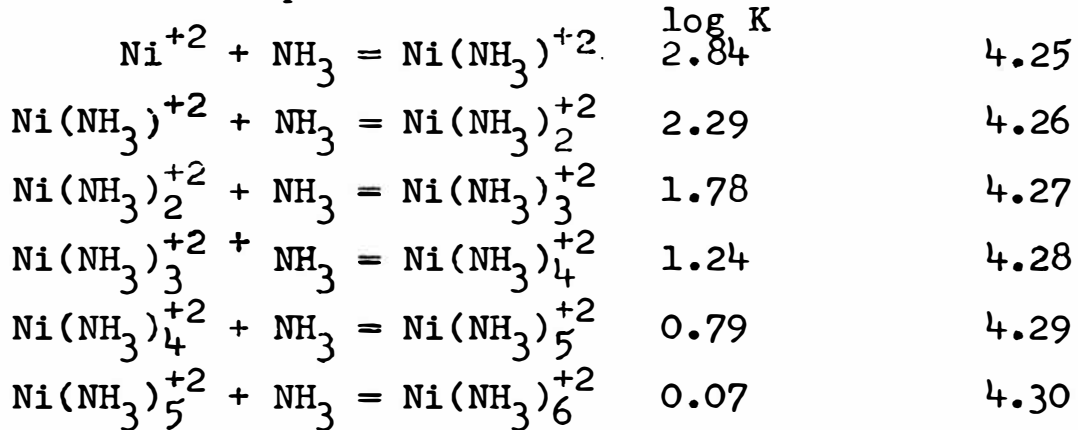 log K
Ni⁺² + NH₃ = Ni(NH₃)⁺² 2.84 4.25
Ni(NH₃)⁺² + NH₃ = Ni(NH₃)₂⁺² 2.29 4.26
Ni(NH₃)₂⁺² + NH₃ = Ni(NH₃)₃⁺² 1.78 4.27
Ni(NH₃)₃⁺² + NH₃ = Ni(NH₃)₄⁺² 1.24 4.28
Ni(NH₃)₄⁺² + NH₃ = Ni(NH₃)₅⁺² 0.79 4.29
Ni(NH₃)₅⁺² + NH₃ = Ni(NH₃)₆⁺² 0.07 4.30